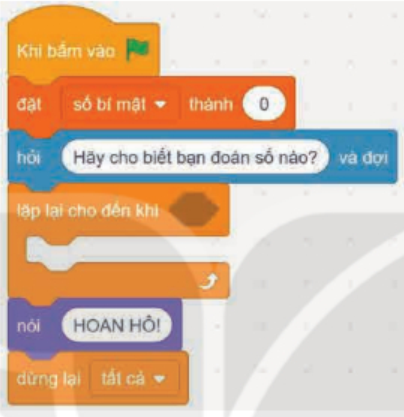 Khi bấm vào
đặt số bí mật thành 0
hỏi Hãy cho biết bạn đoán số nào? và đợi
lặp lại cho đến khi
nói HOAN HÔ!
dừng lại tất cả